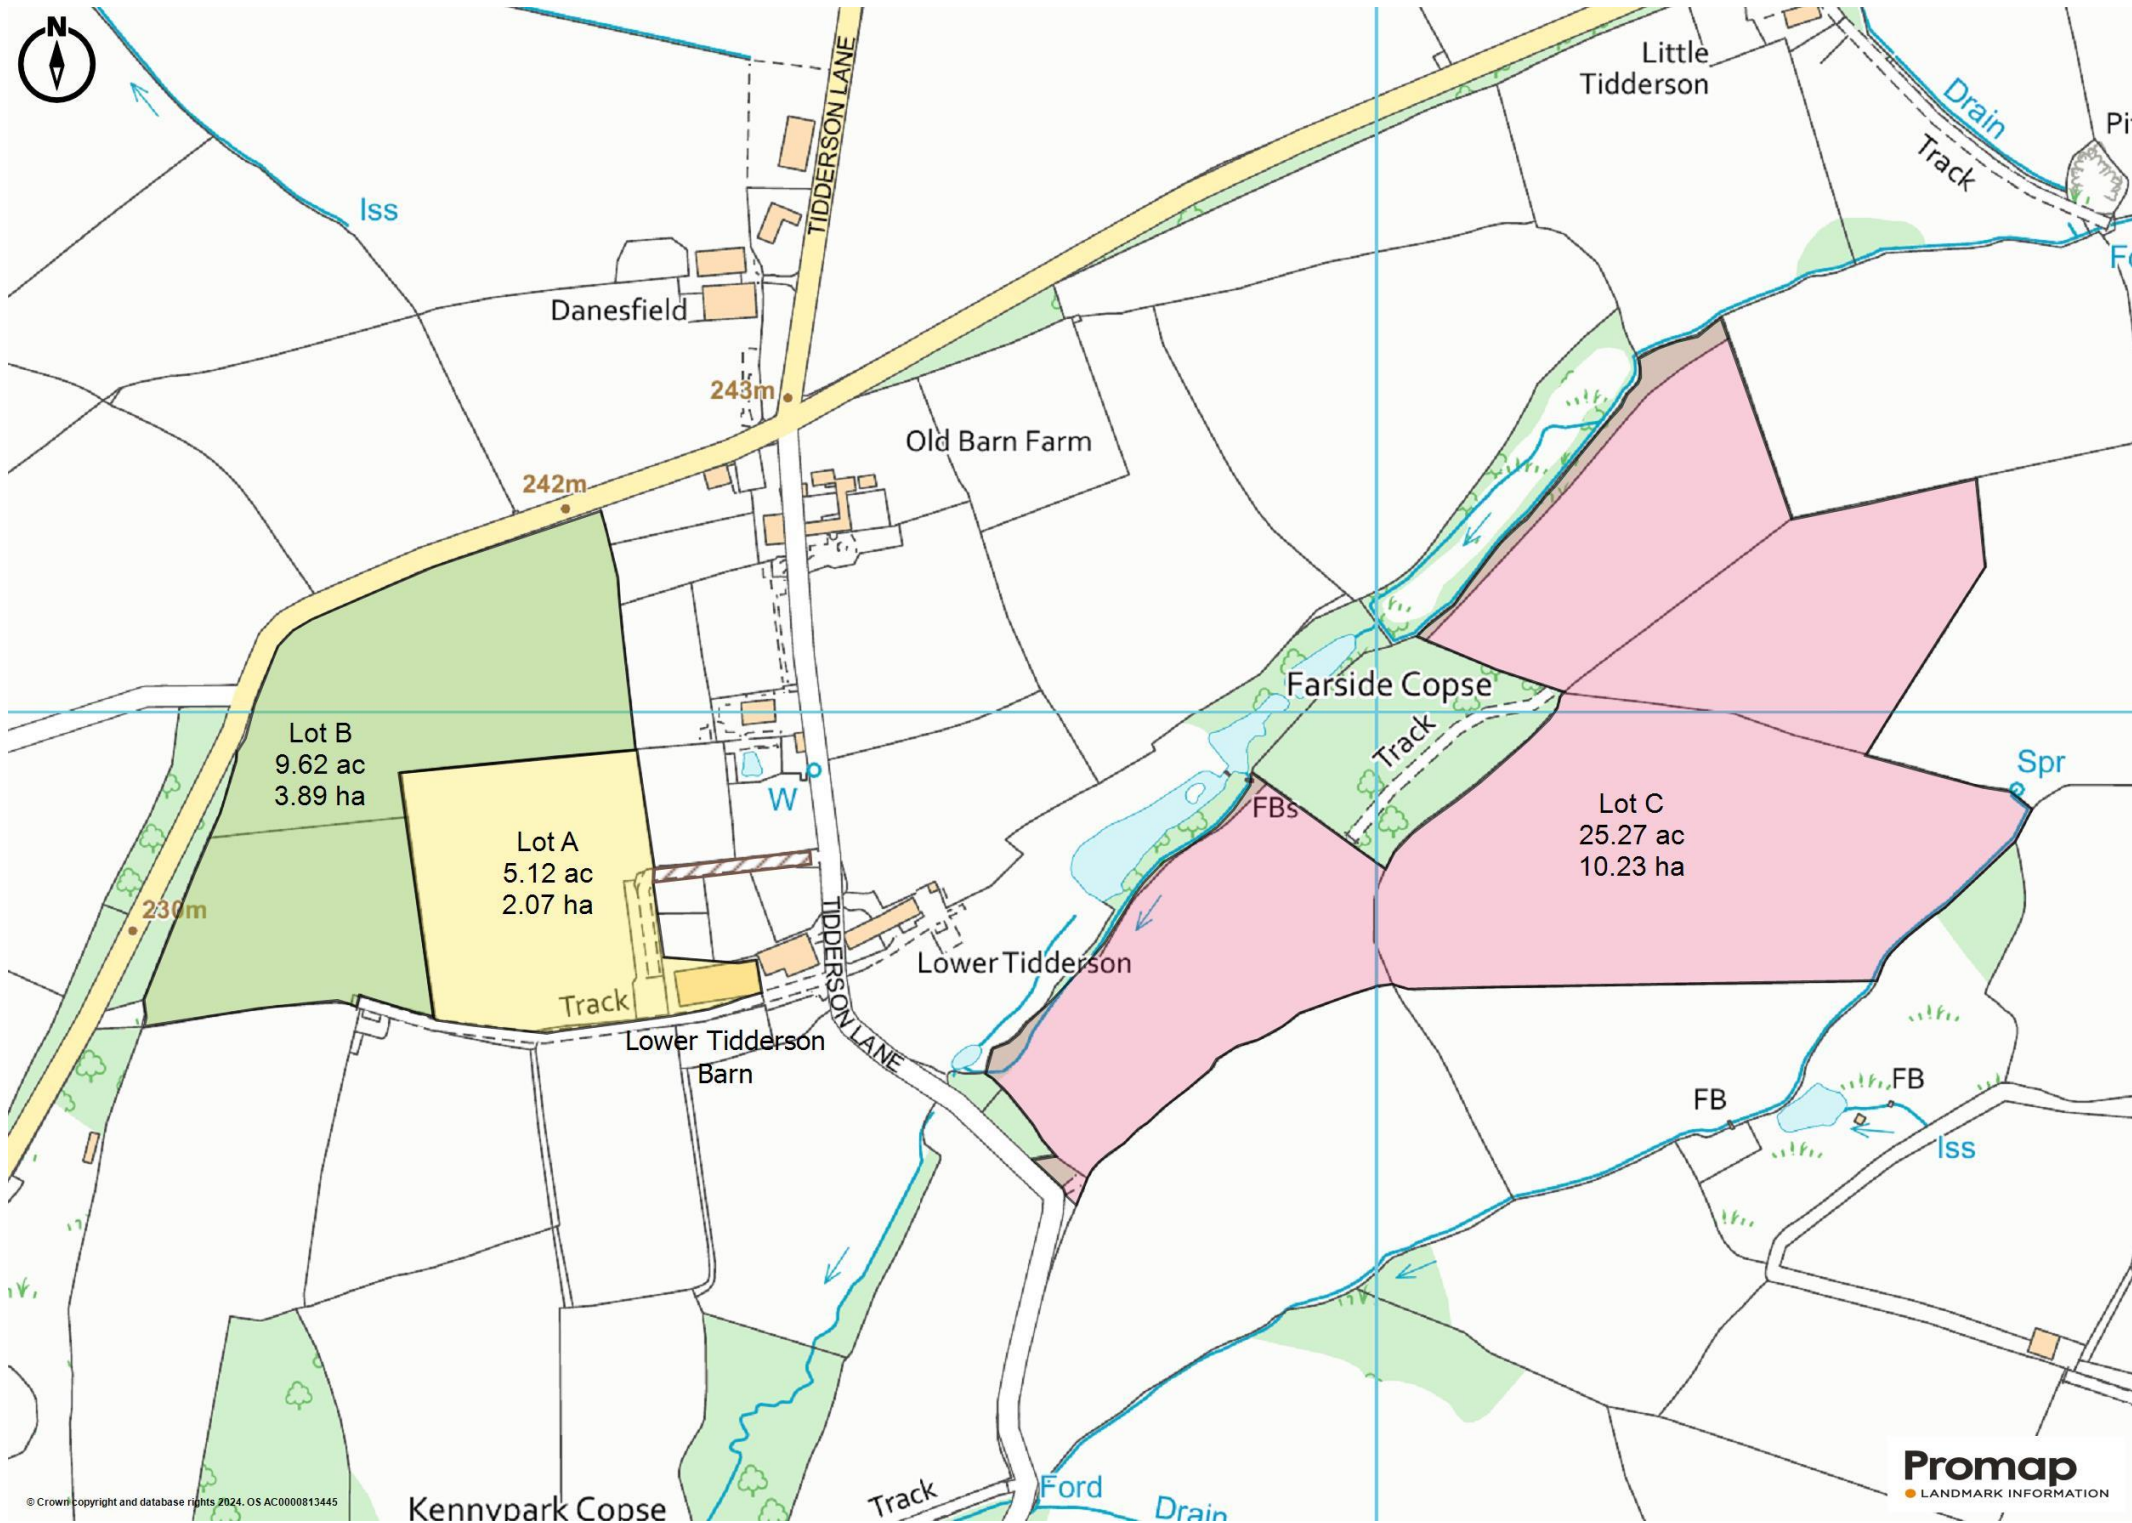 N
TIDDERSON LANE
Little
Tidderson
Drain
Track
Iss
Danesfield
243m
Old Barn Farm
242m
Farside Copse
Track
Lot B
9.62 ac
3.89 ha
W
FBs
Spr
Lot C
25.27 ac
10.23 ha
Lot A
5.12 ac
2.07 ha
230m
TIDDERSON LANE
Lower Tidderson
Track
Lower Tidderson
Barn
FB
FB
Iss
Kennypark Copse
Track
Ford
Drain
© Crown copyright and database rights 2024. OS AC0000813445
Promap
LANDMARK INFORMATION